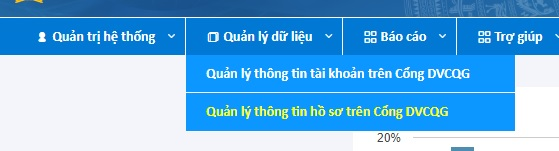 Quản trị hệ thống Quản lý dữ liệu Báo cáo Trợ giúp
Quản lý thông tin tài khoản trên Cổng DVCQG
Quản lý thông tin hồ sơ trên Cổng DVCQG
20%